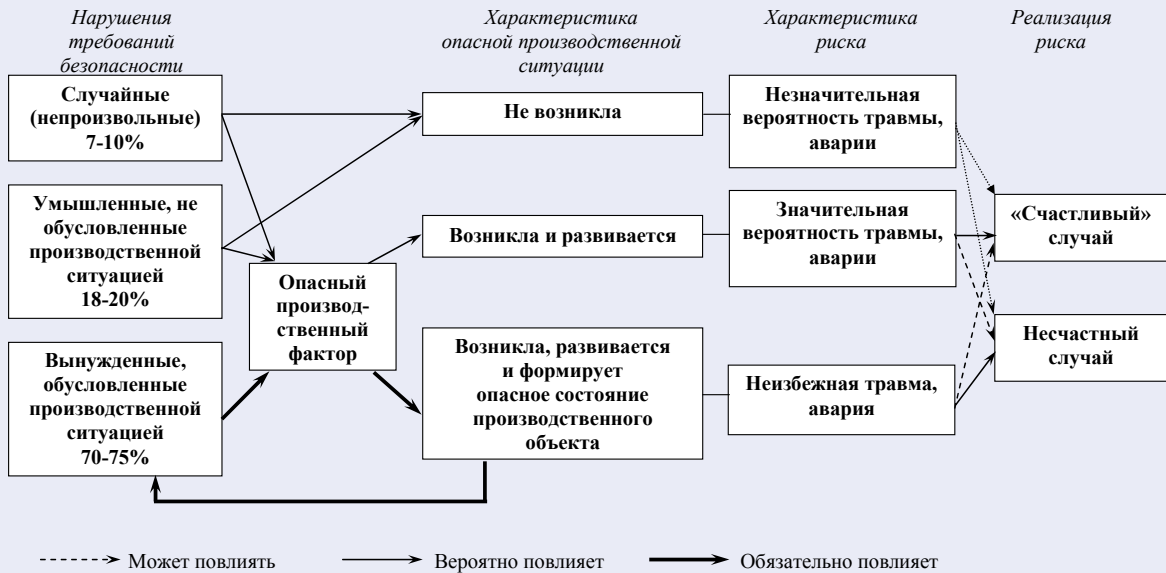 Нарушения
требований
безопасности
Характеристика
опасной производственной
ситуации
Характеристика
риска
Реализация
риска
Случайные
(непроизвольные)
7-10%
Не возникла
Незначительная
вероятность травмы,
аварии
Умышленные, не
обусловленные
производственной
ситуацией
18-20%
Возникла и развивается
Значительная
вероятность травмы,
аварии
«Счастливый»
случай
Опасный
производ-
ственный
фактор
Вынужденные,
обусловленные
производственной
ситуацией
70-75%
Возникла, развивается
и формирует
опасное состояние
производственного
объекта
Неизбежная травма,
авария
Несчастный
случай
Может повлиять
Вероятно повлияет
Обязательно повлияет